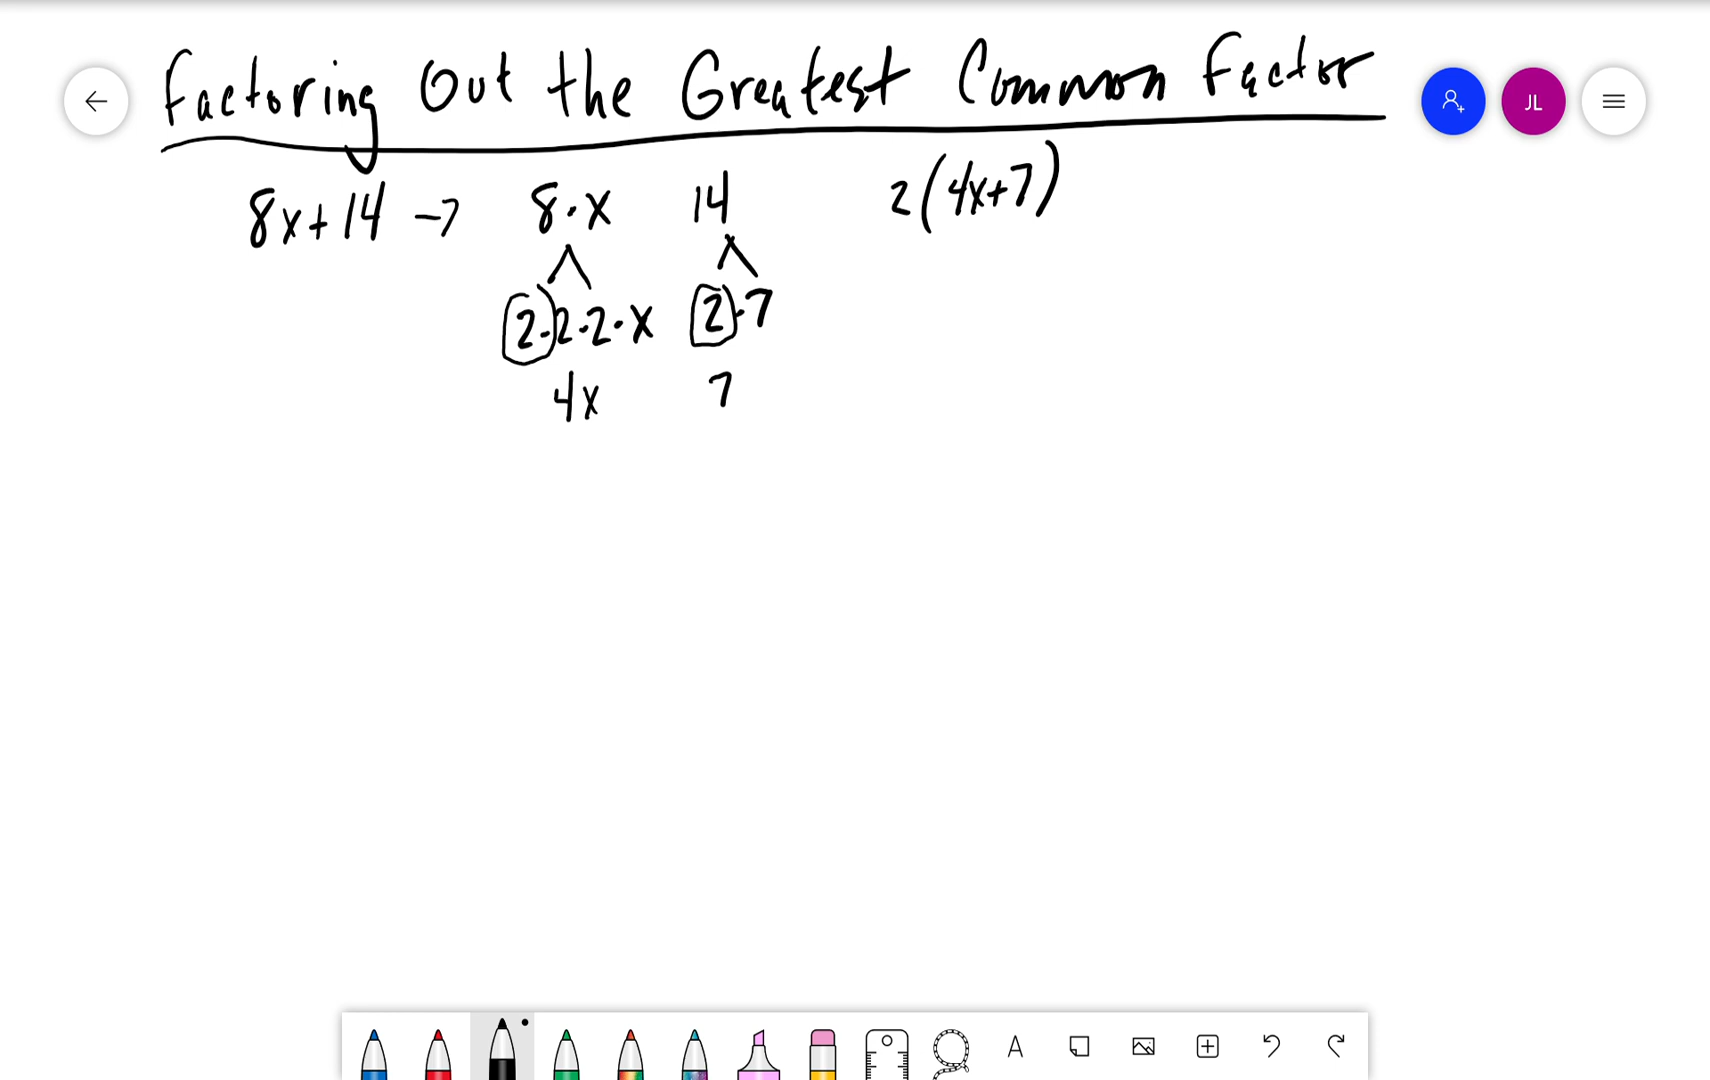 Factoring Out the Greatest Common Factor
JL
8x+14 → 8·x 14 2(4x+7)
2·2·2·x 2·7
4x 7
A